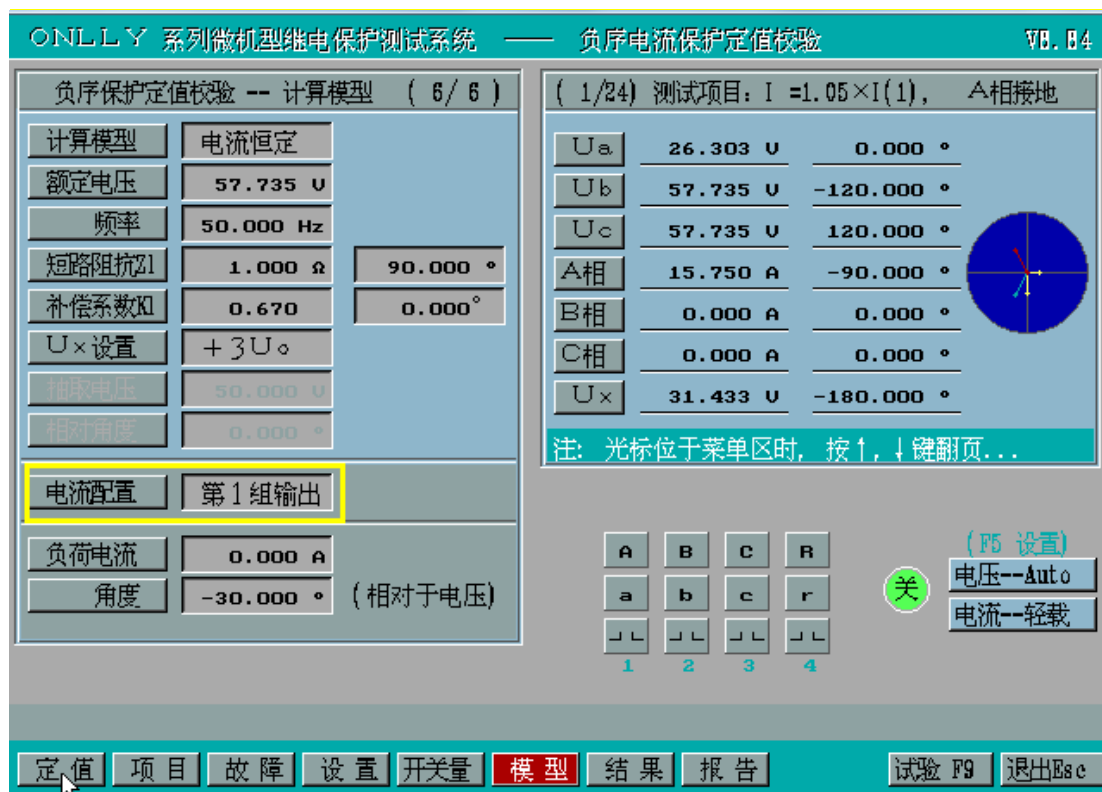 ONLLY 系列微机型继电保护测试系统 —— 负序电流保护定值校验 V8.04
负序保护定值校验 -- 计算模型 ( 6/ 6 )
计算模型 电流恒定
额定电压 57.735 V
频率 50.000 Hz
短路阻抗Zl 1.000 Ω 90.000 °
补偿系数Kl 0.670 0.000°
Ux设置 +3Uo
抽取电压 50.000 V
相对角度 0.000 °
电流配置 第1组输出
负荷电流 0.000 A
角度 -30.000 ° (相对于电压)
( 1/24) 测试项目: I =1.05×I(1), A相接地
Ua 26.303 V 0.000 °
Ub 57.735 V -120.000 °
Uc 57.735 V 120.000 °
A相 15.750 A -90.000 °
B相 0.000 A 0.000 °
C相 0.000 A 0.000 °
Ux 31.433 V -180.000 °
注: 光标位于菜单区时, 按↑,↓键翻页...
A B C R
a b c r
1 2 3 4
关
(F5 设置)
电压--Auto
电流--轻载
定值 项目 故障 设置 开关量 模型 结果 报告 试验 F9 退出Esc